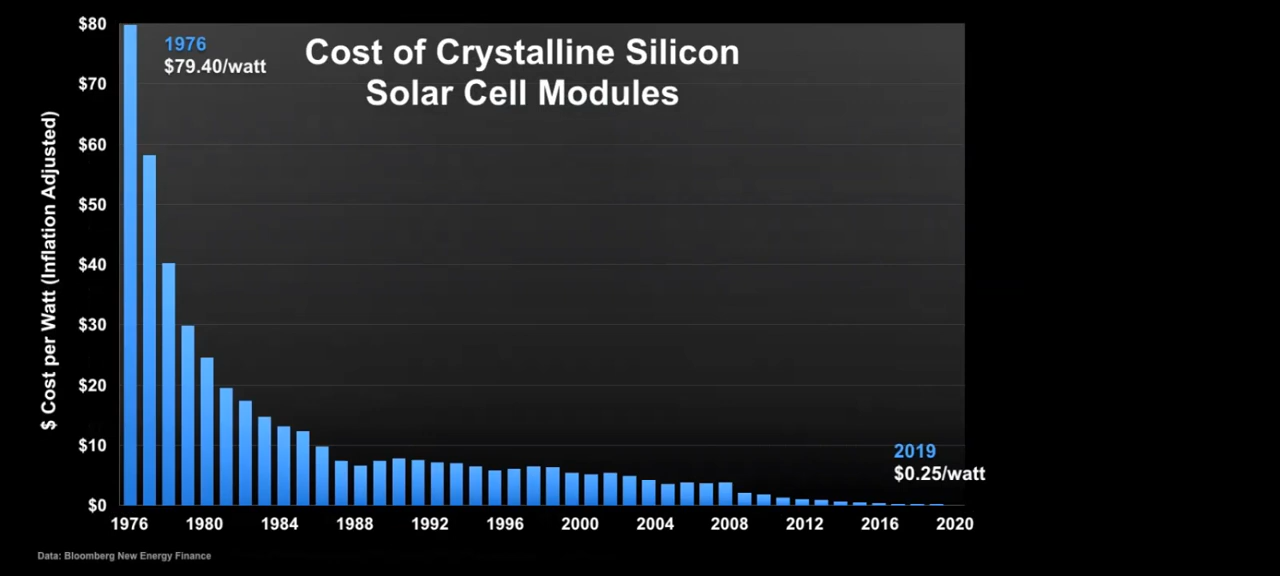 Cost of Crystalline Silicon
Solar Cell Modules
1976
$79.40/watt
$ Cost per Watt (Inflation Adjusted)
$80
$70
$60
$50
$40
$30
$20
$10
$0
2019
$0.25/watt
1976 1980 1984 1988 1992 1996 2000 2004 2008 2012 2016 2020
Data: Bloomberg New Energy Finance